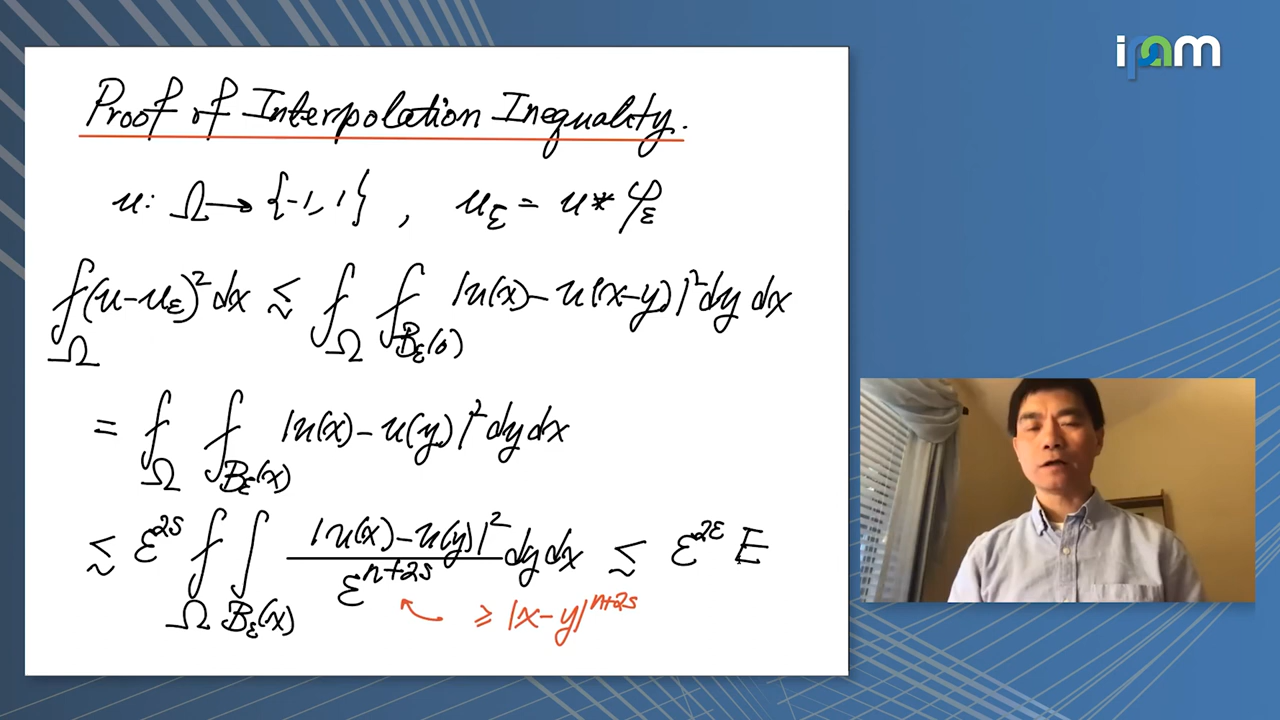 ipam
Proof of Interpolation Inequality.
u: Ω → {-1, 1} , u_ε = u * φ_ε
⨍_Ω (u-u_ε)² dx ≲ ⨍_Ω ⨍_{B_ε(0)} |u(x) - u(x-y)|² dy dx
= ⨍_Ω ⨍_{B_ε(x)} |u(x) - u(y)|² dy dx
≲ ε^{2s} ⨍_Ω ∫_{B_ε(x)} |u(x) - u(y)|² / ε^{n+2s} dy dx ≲ ε^{2ε} E
≥ |x-y|^{n+2s}